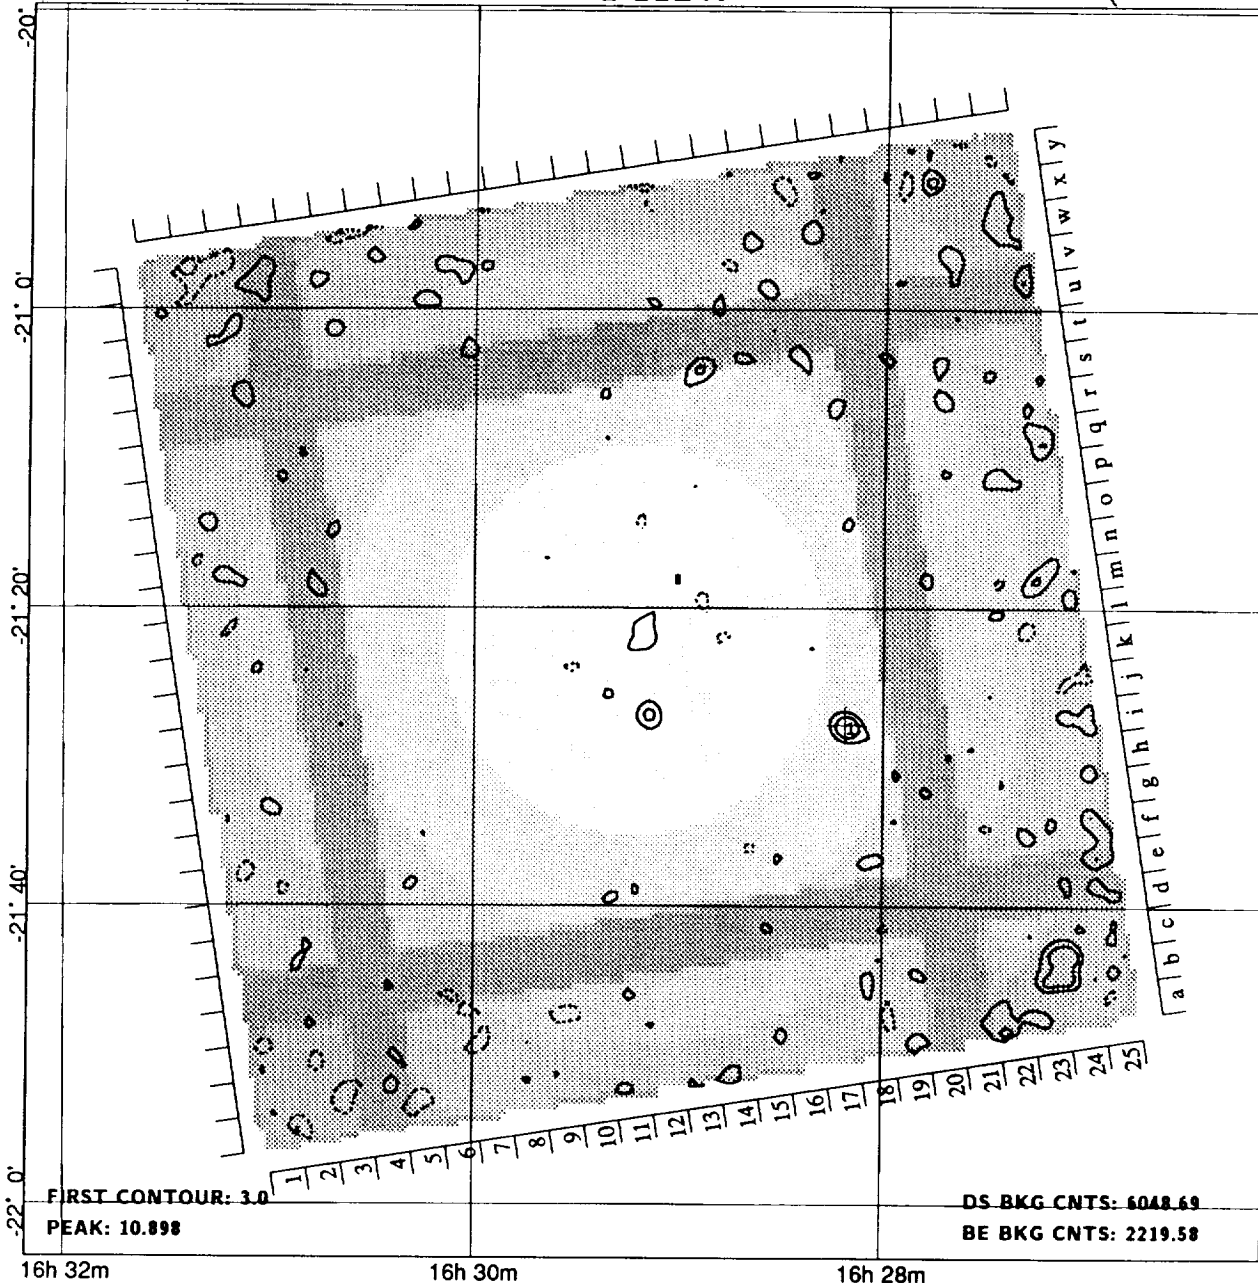 -20°
-21° 0'
-21° 20'
-21° 40'
-22° 0'
y
x
w
v
u
t
s
r
q
p
o
n
m
l
k
j
i
h
g
f
e
d
c
b
a
1 2 3 4 5 6 7 8 9 10 11 12 13 14 15 16 17 18 19 20 21 22 23 24 25
FIRST CONTOUR: 3.0
PEAK: 10.898
DS BKG CNTS: 6048.69
BE BKG CNTS: 2219.58
16h 32m 16h 30m 16h 28m